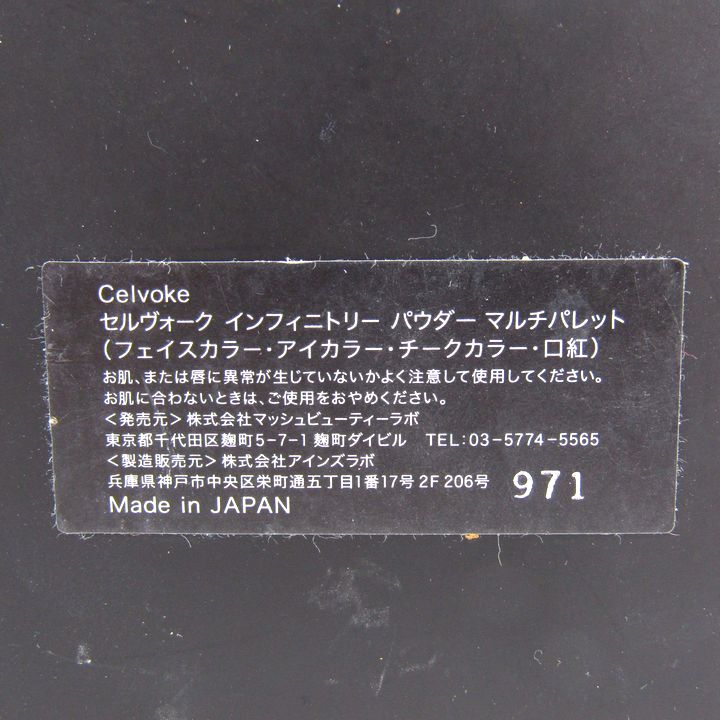 Celvoke
セルヴォーク インフィニトリー パウダー マルチパレット
（フェイスカラー・アイカラー・チークカラー・口紅）
お肌、または唇に異常が生じていないかよく注意して使用してください。
お肌に合わないときは、ご使用をおやめください。
＜発売元＞株式会社マッシュビューティーラボ
東京都千代田区麹町5-7-1 麹町ダイビル TEL:03-5774-5565
＜製造販売元＞株式会社アインズラボ
兵庫県神戸市中央区栄町通五丁目1番17号 2F 206号 971
Made in JAPAN